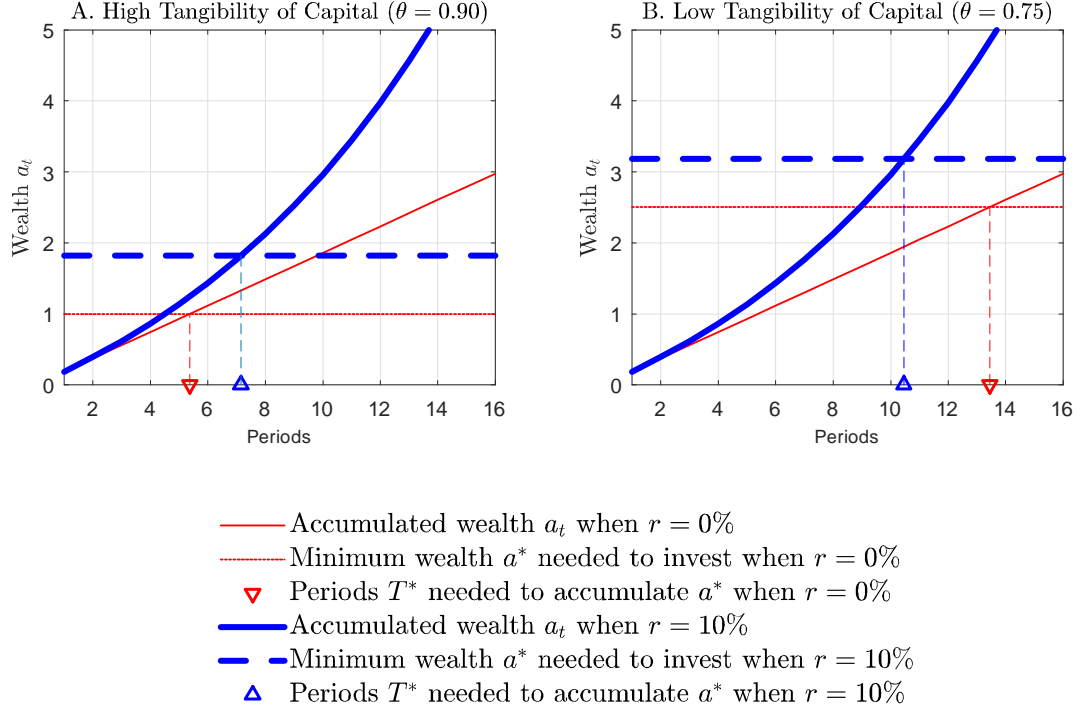 A. High Tangibility of Capital (θ = 0.90)
5
4
3
2
1
0
Wealth aₜ
2 4 6 8 10 12 14 16
Periods
B. Low Tangibility of Capital (θ = 0.75)
5
4
3
2
1
0
Wealth aₜ
2 4 6 8 10 12 14 16
Periods
Accumulated wealth aₜ when r = 0%
Minimum wealth a* needed to invest when r = 0%
Periods T* needed to accumulate a* when r = 0%
Accumulated wealth aₜ when r = 10%
Minimum wealth a* needed to invest when r = 10%
Periods T* needed to accumulate a* when r = 10%